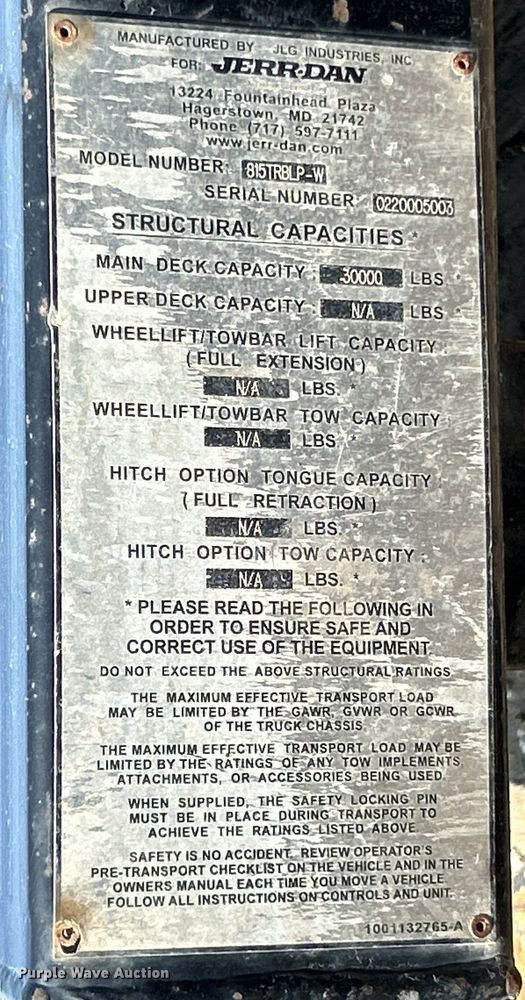 MANUFACTURED BY JLG INDUSTRIES, INC.
FOR: JERR-DAN
13224 Fountainhead Plaza
Hagerstown, MD 21742
Phone (717) 597-7111
www.jerr-dan.com
MODEL NUMBER: 815TRBLP-W
SERIAL NUMBER: 0220005003
STRUCTURAL CAPACITIES *
MAIN DECK CAPACITY: 30000 LBS. *
UPPER DECK CAPACITY: N/A LBS. *
WHEELLIFT/TOWBAR LIFT CAPACITY:
(FULL EXTENSION)
N/A LBS. *
WHEELLIFT/TOWBAR TOW CAPACITY:
N/A LBS. *
HITCH OPTION TONGUE CAPACITY:
(FULL RETRACTION)
N/A LBS. *
HITCH OPTION TOW CAPACITY:
N/A LBS. *
* PLEASE READ THE FOLLOWING IN
ORDER TO ENSURE SAFE AND
CORRECT USE OF THE EQUIPMENT.
DO NOT EXCEED THE ABOVE STRUCTURAL RATINGS.
THE MAXIMUM EFFECTIVE TRANSPORT LOAD
MAY BE LIMITED BY THE GAWR, GVWR OR GCWR
OF THE TRUCK CHASSIS.
THE MAXIMUM EFFECTIVE TRANSPORT LOAD MAY BE
LIMITED BY THE RATINGS OF ANY TOW IMPLEMENTS,
ATTACHMENTS, OR ACCESSORIES BEING USED.
WHEN SUPPLIED, THE SAFETY LOCKING PIN
MUST BE IN PLACE DURING TRANSPORT TO
ACHIEVE THE RATINGS LISTED ABOVE.
SAFETY IS NO ACCIDENT. REVIEW OPERATOR'S
PRE-TRANSPORT CHECKLIST ON THE VEHICLE AND IN THE
OWNERS MANUAL EACH TIME YOU MOVE A VEHICLE.
FOLLOW ALL INSTRUCTIONS ON CONTROLS AND UNIT.
1001132765-A
Purple Wave Auction